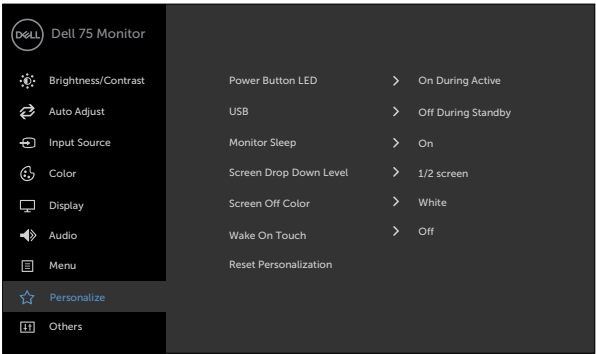 DELL Dell 75 Monitor
Brightness/Contrast Power Button LED > On During Active
Auto Adjust USB > Off During Standby
Input Source Monitor Sleep > On
Color Screen Drop Down Level > 1/2 screen
Display Screen Off Color > White
Audio Wake On Touch > Off
Menu Reset Personalization
Personalize
Others